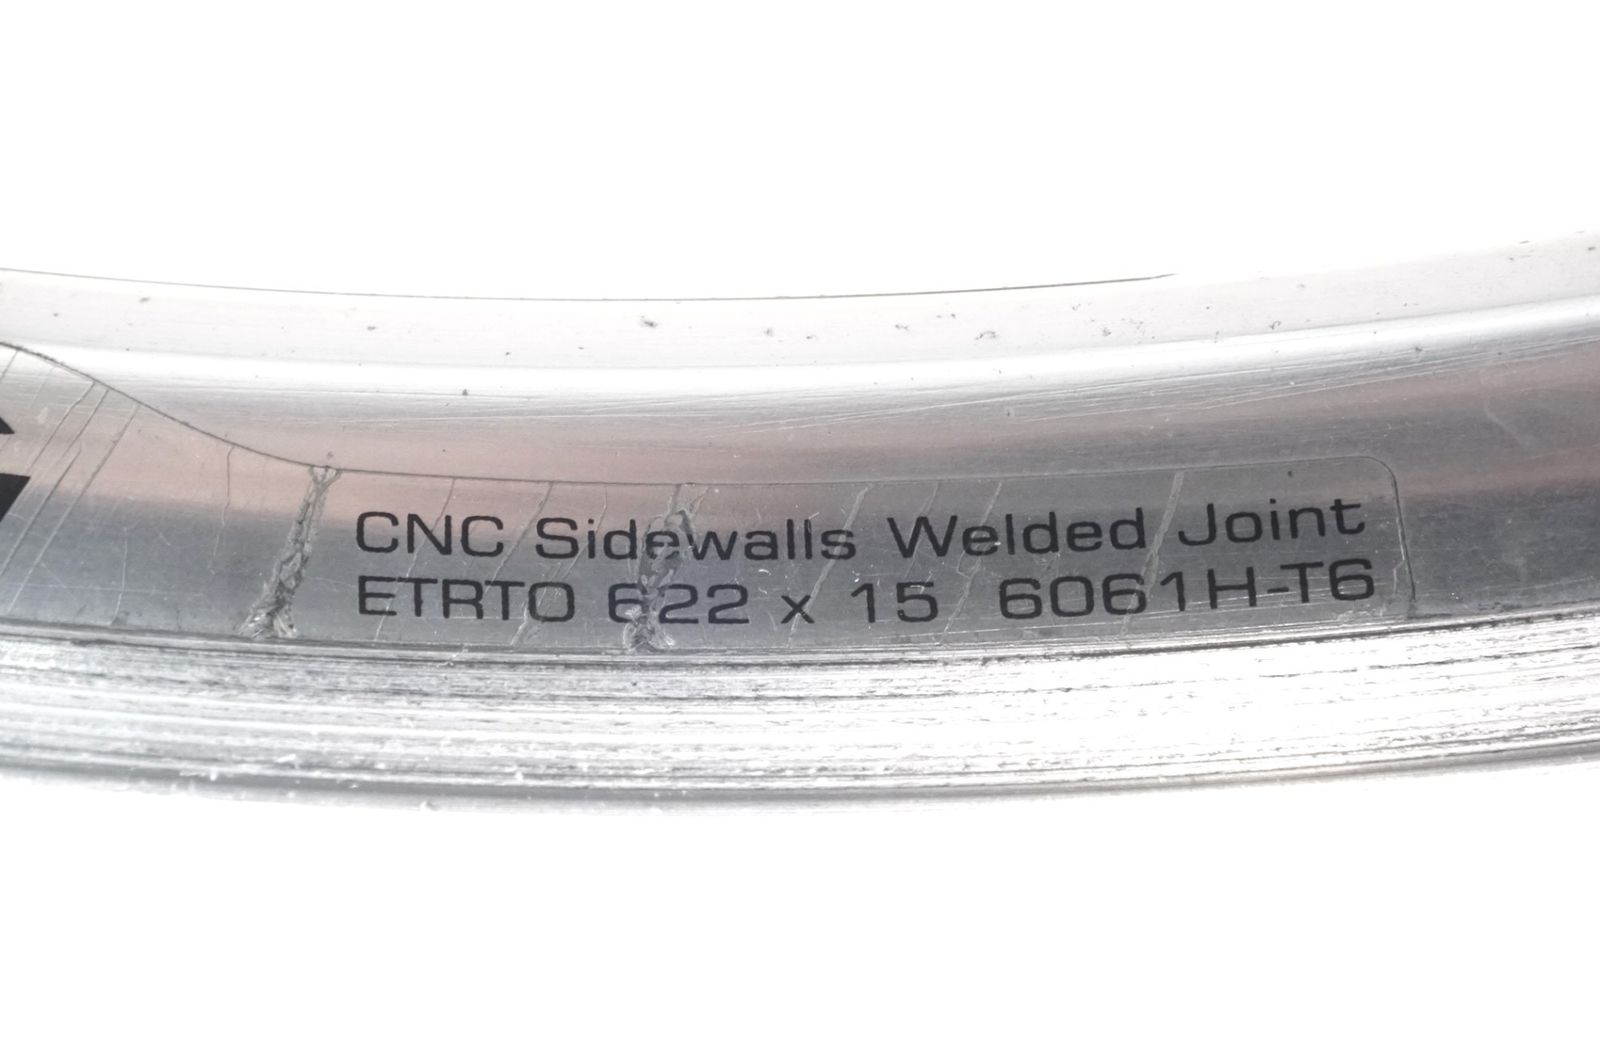 CNC Sidewalls Welded Joint
ETRTO 622 x 15 6061H-T6